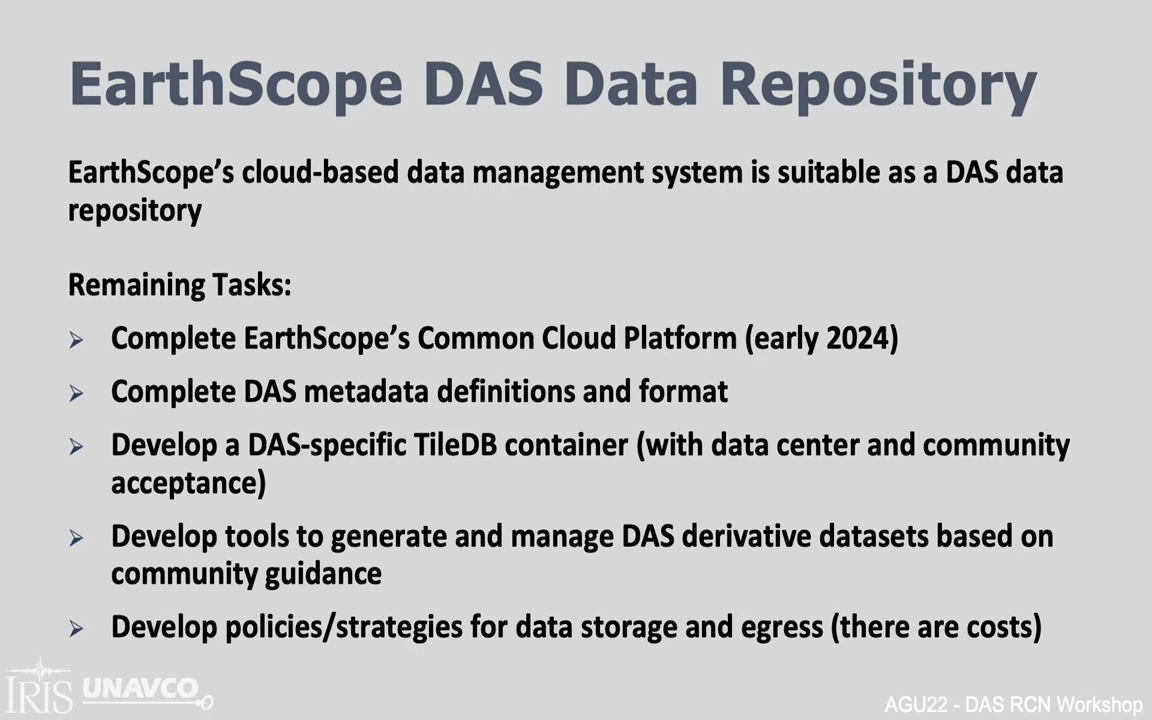 EarthScope DAS Data Repository
EarthScope’s cloud-based data management system is suitable as a DAS data
repository
Remaining Tasks:
➢ Complete EarthScope’s Common Cloud Platform (early 2024)
➢ Complete DAS metadata definitions and format
➢ Develop a DAS-specific TileDB container (with data center and community
acceptance)
➢ Develop tools to generate and manage DAS derivative datasets based on
community guidance
➢ Develop policies/strategies for data storage and egress (there are costs)
IRIS UNAVCO
AGU22 - DAS RCN Workshop